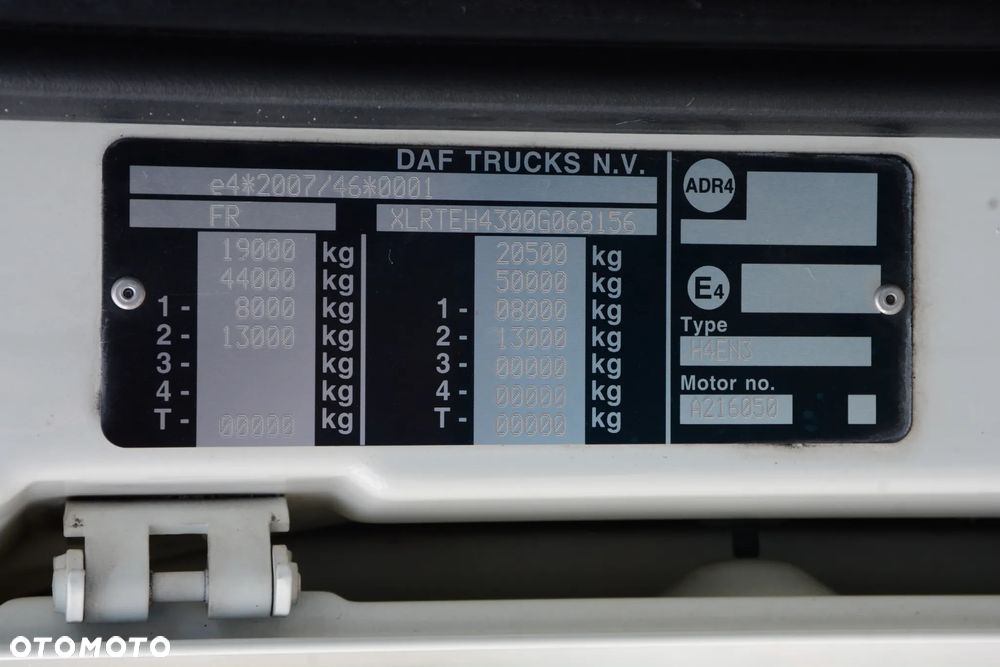 DAF TRUCKS N.V.
e4*2007/46*0001
FR XLRTEH4300G068156
19000 kg 20500 kg
44000 kg 50000 kg
1- 8000 kg 1- 08000 kg
2- 13000 kg 2- 13000 kg
3- kg 3- 00000 kg
4- kg 4- 00000 kg
T- 00000 kg T- 00000 kg
ADR4
E4
Type
H4EN3
Motor no.
A216050
OTOMOTO